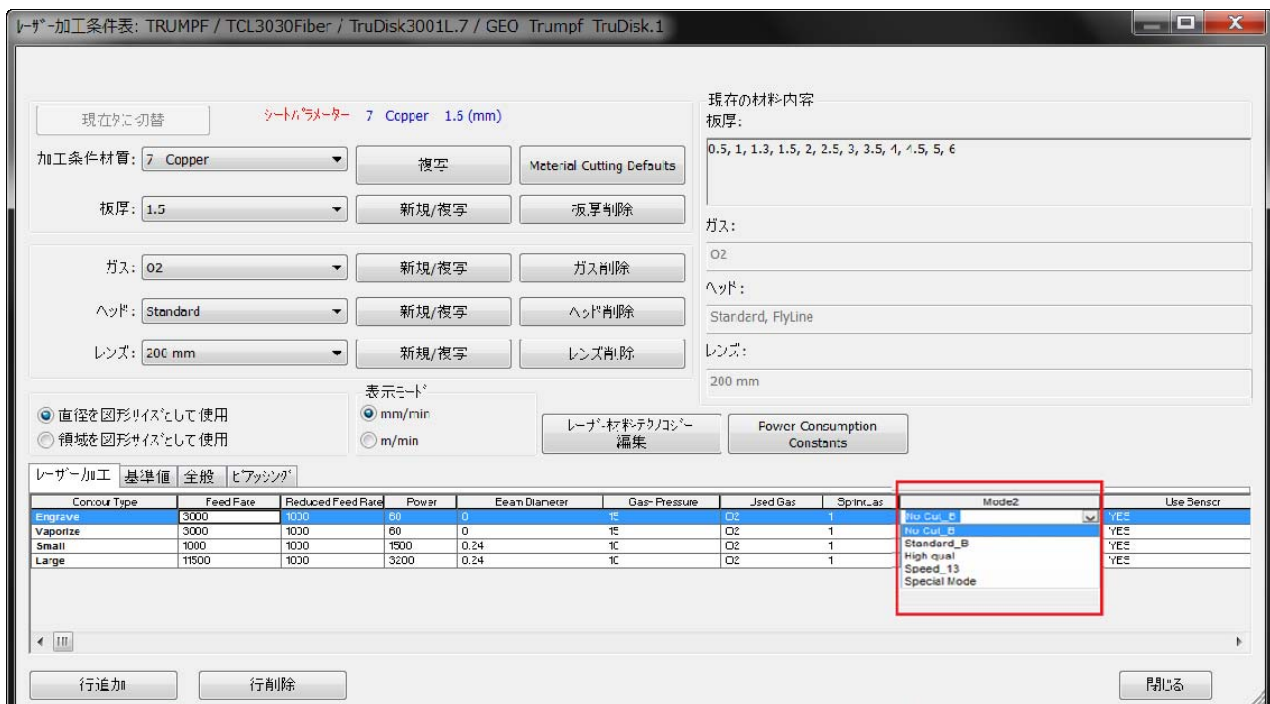 ﾚｰｻﾞｰ加工条件表: TRUMPF / TCL3030Fiber / TruDisk3001L.7 / GEO Trumpf TruDisk.1
現在の材料内容
シートパラメーター 7 Copper 1.5 (mm)
板厚:
加工条件材質: 7 Copper 複写 Material Cutting Defaults
0.5, 1, 1.3, 1.5, 2, 2.5, 3, 3.5, 4, 4.5, 5, 6
板厚: 1.5 新規/複写 板厚削除
ガス:
O2
ガス: O2 新規/複写 ガス削除
ヘッド:
ヘッド: Standard 新規/複写 ヘッド削除
Standard, FlyLine
レンズ: 200 mm 新規/複写 レンズ削除
レンズ:
200 mm
表示モード
直径を図形サイズとして使用 mm/min
領域を図形サイズとして使用 m/min
レーザー材料テクノロジー
編集
Power Consumption
Constants
レーザー加工 基準値 全般 ピアッシング
Contour Type Feed Rate Reduced Feed Rate Power Beam Diameter Gas-Pressure Used Gas Mode2 Use Sensor
Engrave 3000 1000 60 0 15 O2 1 No Cut_B YES
Vaporize 3000 1000 60 0 15 O2 1 No Cut_B YES
Small 1000 1000 1500 0.24 10 O2 1 Standard_B YES
Large 11500 1000 3200 0.24 10 O2 1 High qual YES
Speed_13
Special Mode
行追加 行削除 閉じる